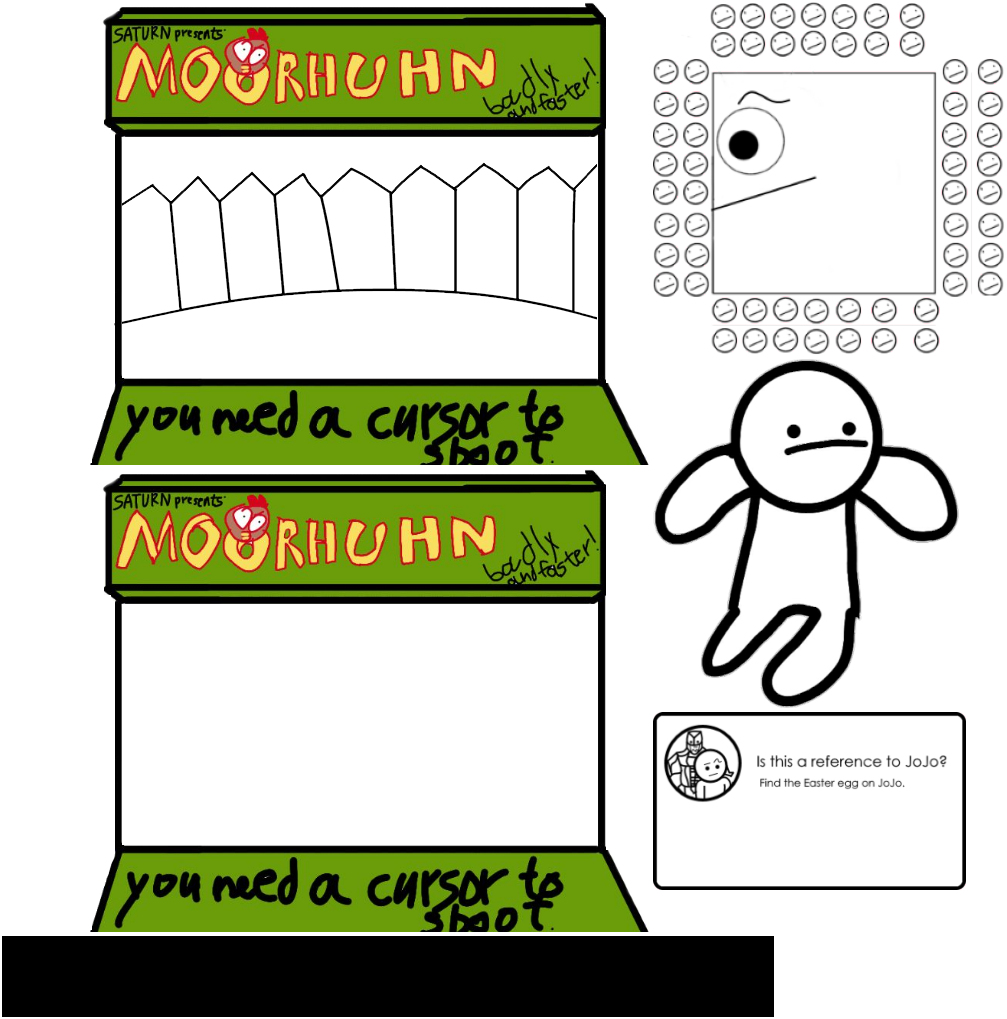 SATURN presents:
MOORHUHN
badly
and faster!
you need a cursor to
shoot.
SATURN presents:
MOORHUHN
badly
and faster!
you need a cursor to
shoot.
Is this a reference to JoJo?
Find the Easter egg on JoJo.